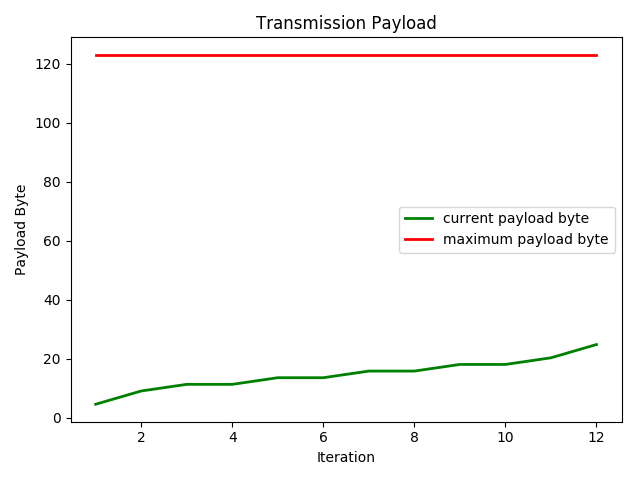 Transmission Payload
Payload Byte
120
100
80
60
40
20
0
current payload byte
maximum payload byte
2 4 6 8 10 12
Iteration